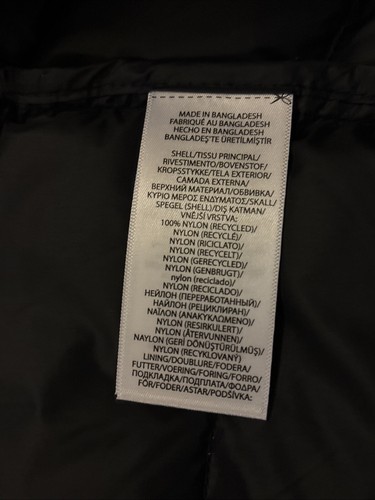 MADE IN BANGLADESH
FABRIQUÉ AU BANGLADESH
HECHO EN BANGLADESH
BANGLADEŞ'TE ÜRETİLMİŞTİR
SHELL/TISSU PRINCIPAL/
RIVESTIMENTO/BOVENSTOF/
KROPSSTYKKE/TELA EXTERIOR/
CAMADA EXTERNA/
ВЕРХНИЙ МАТЕРИАЛ/ОБВИВКА/
ΚΥΡΙΟ ΜΕΡΟΣ ΕΝΔΥΜΑΤΟΣ/SKALL/
SPEGEL (SHELL)/DIŞ KATMAN/
VNĚJŠÍ VRSTVA:
100% NYLON (RECYCLED)/
NYLON (RECYCLÉ)/
NYLON (RICICLATO)/
NYLON (RECYCELT)/
NYLON (GERECYCLED)/
NYLON (GENBRUGT)/
nylon (reciclado)/
NYLON (RECICLADO)/
НЕЙЛОН (ПЕРЕРАБОТАННЫЙ)/
НАЙЛОН (РЕЦИКЛИРАН)/
ΝΑΪΛΟΝ (ΑΝΑΚΥΚΛΩΜΕΝΟ)/
NYLON (RESIRKULERT)/
NYLON (ÅTERVUNNEN)/
NAYLON (GERİ DÖNÜŞTÜRÜLMÜŞ)/
NYLON (RECYKLOVANÝ)
LINING/DOUBLURE/FODERA/
FUTTER/VOERING/FORING/FORRO/
ПОДКЛАДКА/ПОДПЛАТА/ΦΟΔΡΑ/
FÔR/FODER/ASTAR/PODŠÍVKA: